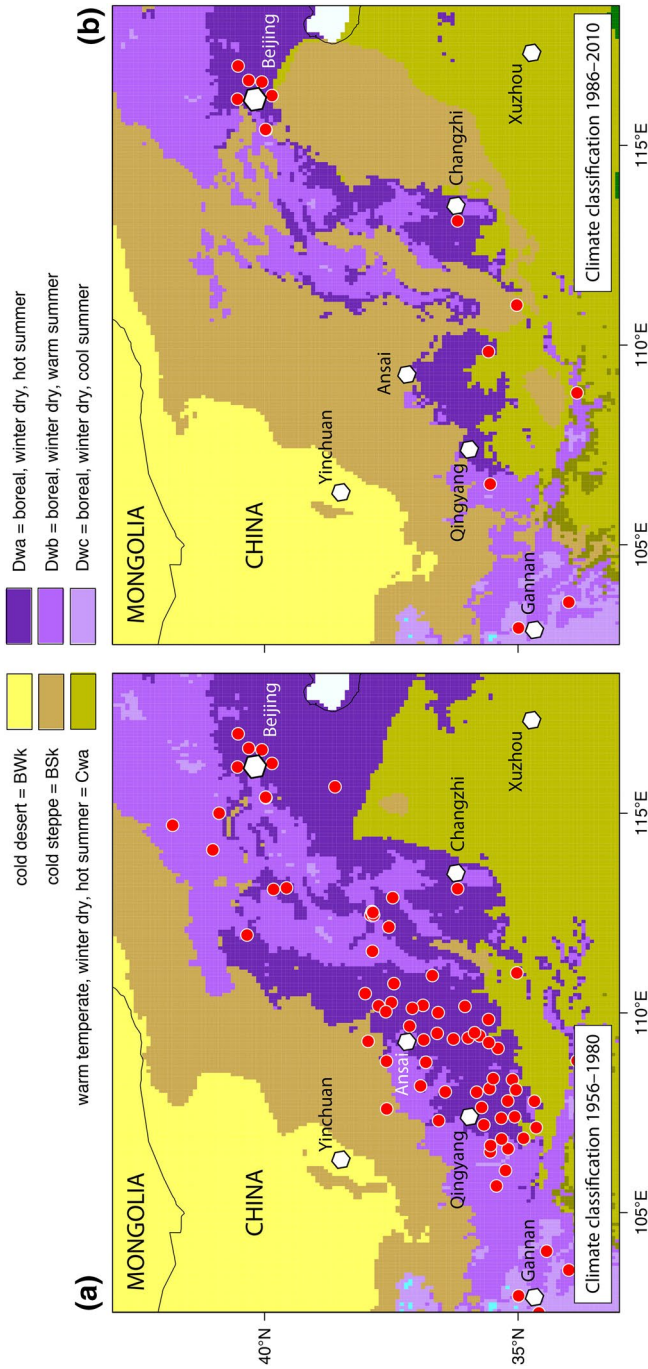 cold desert = BWk
cold steppe = BSk
warm temperate, winter dry, hot summer = Cwa
Dwa = boreal, winter dry, hot summer
Dwb = boreal, winter dry, warm summer
Dwc = boreal, winter dry, cool summer
(a)
MONGOLIA
CHINA
Yinchuan
Beijing
Ansai
Qingyang
Changzhi
Gannan
Xuzhou
Climate classification 1956–1980
40°N
35°N
105°E
110°E
115°E
(b)
MONGOLIA
CHINA
Yinchuan
Beijing
Ansai
Qingyang
Changzhi
Gannan
Xuzhou
Climate classification 1986–2010
105°E
110°E
115°E